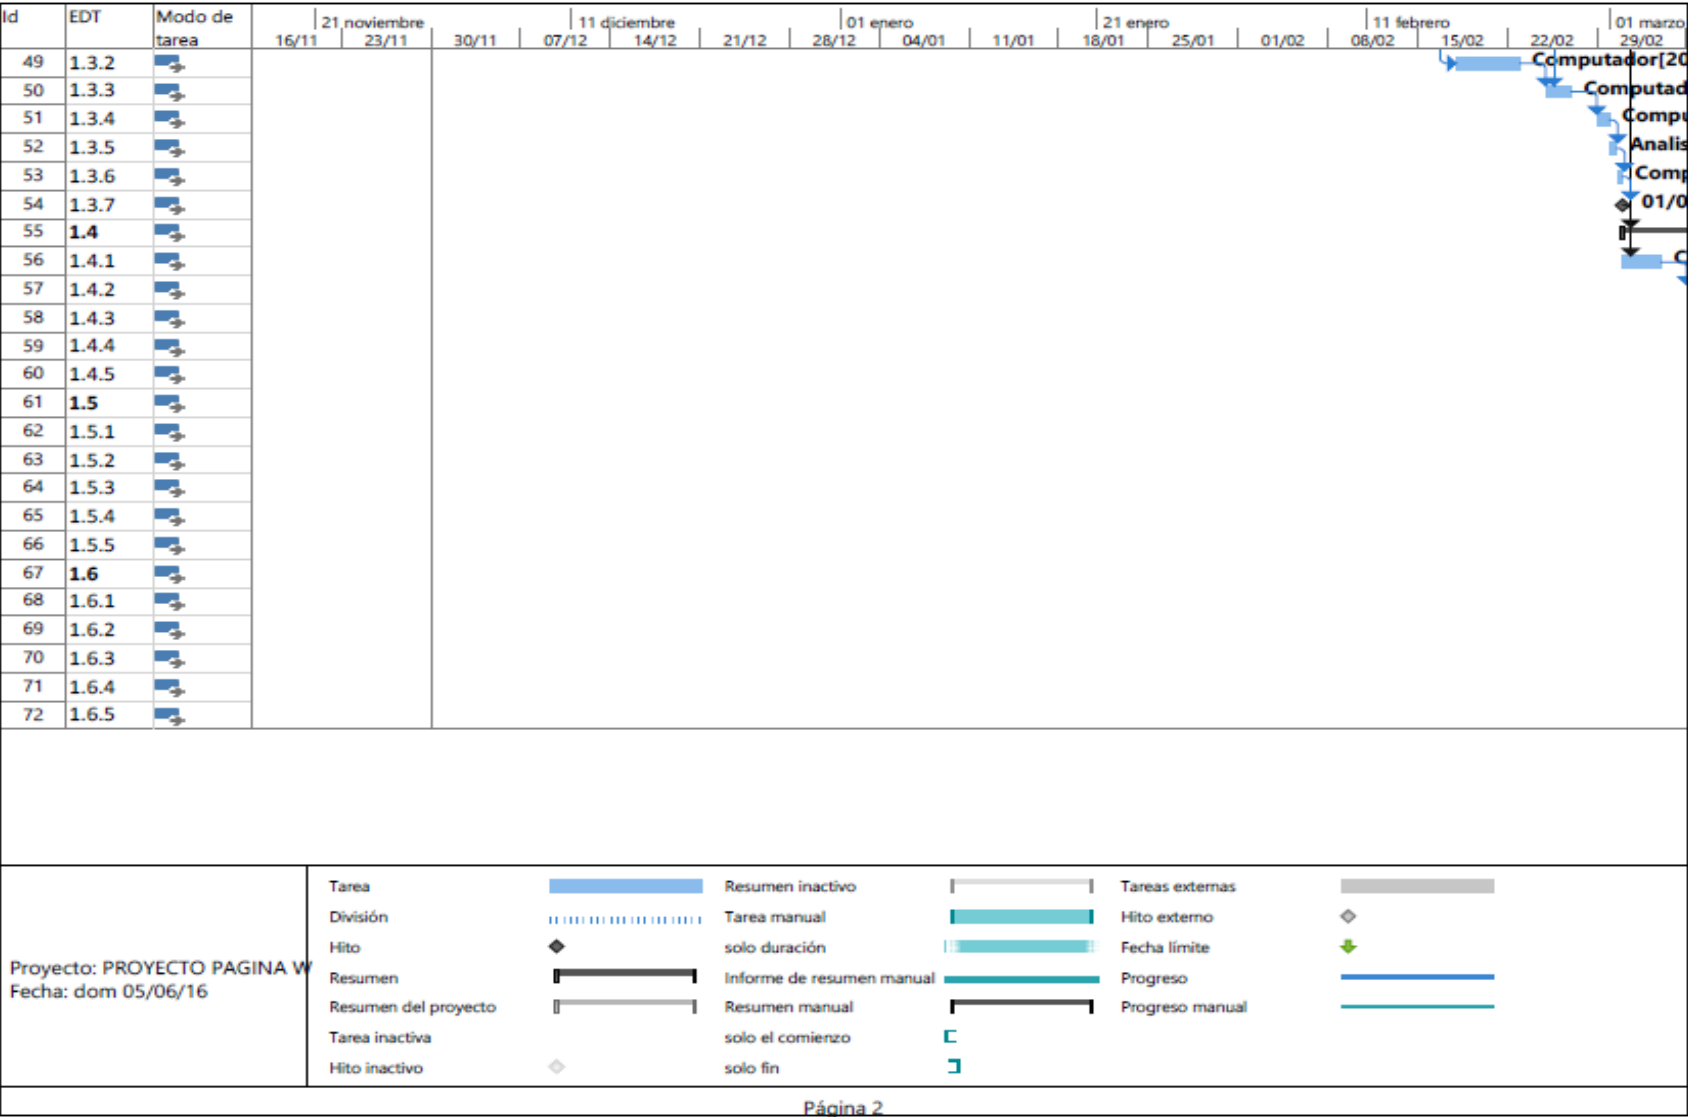 Id EDT Modo de tarea
21 noviembre 11 diciembre 01 enero 21 enero 11 febrero 01 marzo
16/11 23/11 30/11 07/12 14/12 21/12 28/12 04/01 11/01 18/01 25/01 01/02 08/02 15/02 22/02 29/02
49 1.3.2 Computador[20
50 1.3.3 Computad
51 1.3.4 Compu
52 1.3.5 Analis
53 1.3.6 Comp
54 1.3.7 01/0
55 1.4
56 1.4.1 C
57 1.4.2
58 1.4.3
59 1.4.4
60 1.4.5
61 1.5
62 1.5.1
63 1.5.2
64 1.5.3
65 1.5.4
66 1.5.5
67 1.6
68 1.6.1
69 1.6.2
70 1.6.3
71 1.6.4
72 1.6.5
Proyecto: PROYECTO PAGINA W
Fecha: dom 05/06/16
Tarea
División
Hito
Resumen
Resumen del proyecto
Tarea inactiva
Hito inactivo
Resumen inactivo
Tarea manual
solo duración
Informe de resumen manual
Resumen manual
solo el comienzo
solo fin
Tareas externas
Hito externo
Fecha límite
Progreso
Progreso manual
Página 2